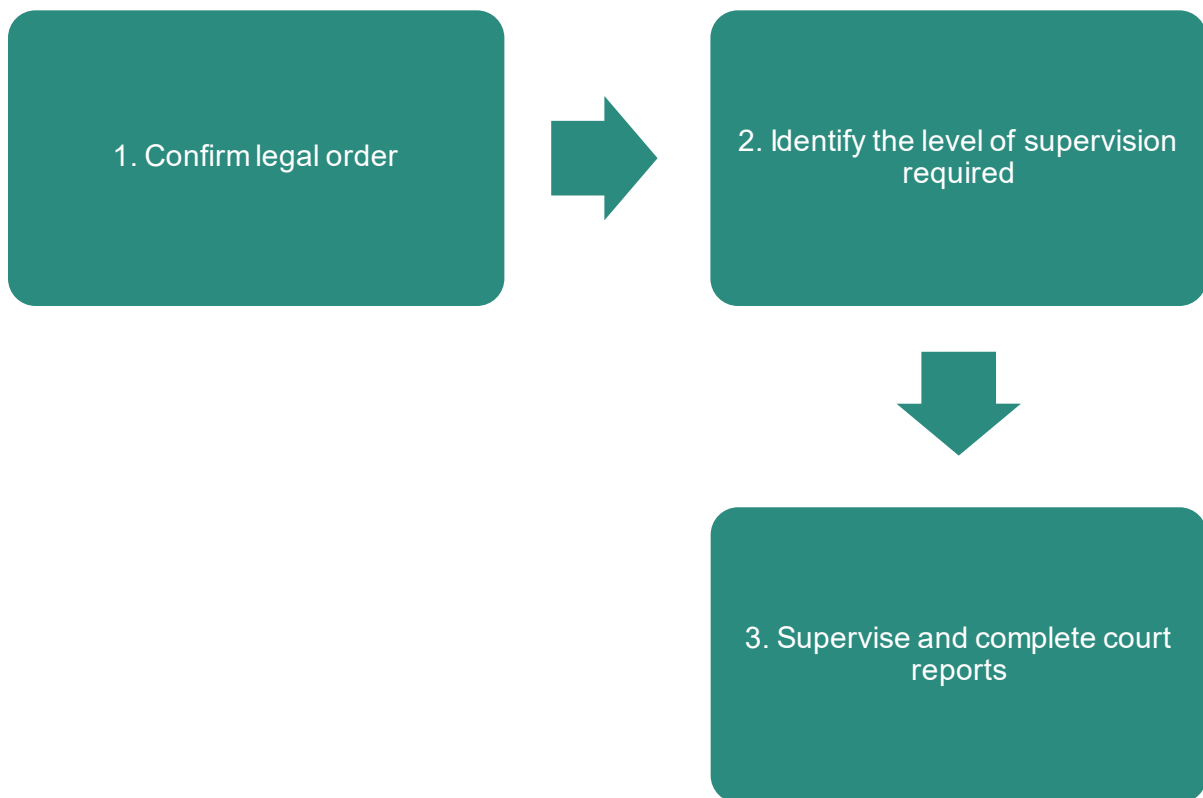 1. Confirm legal order
2. Identify the level of supervision
required
3. Supervise and complete court
reports